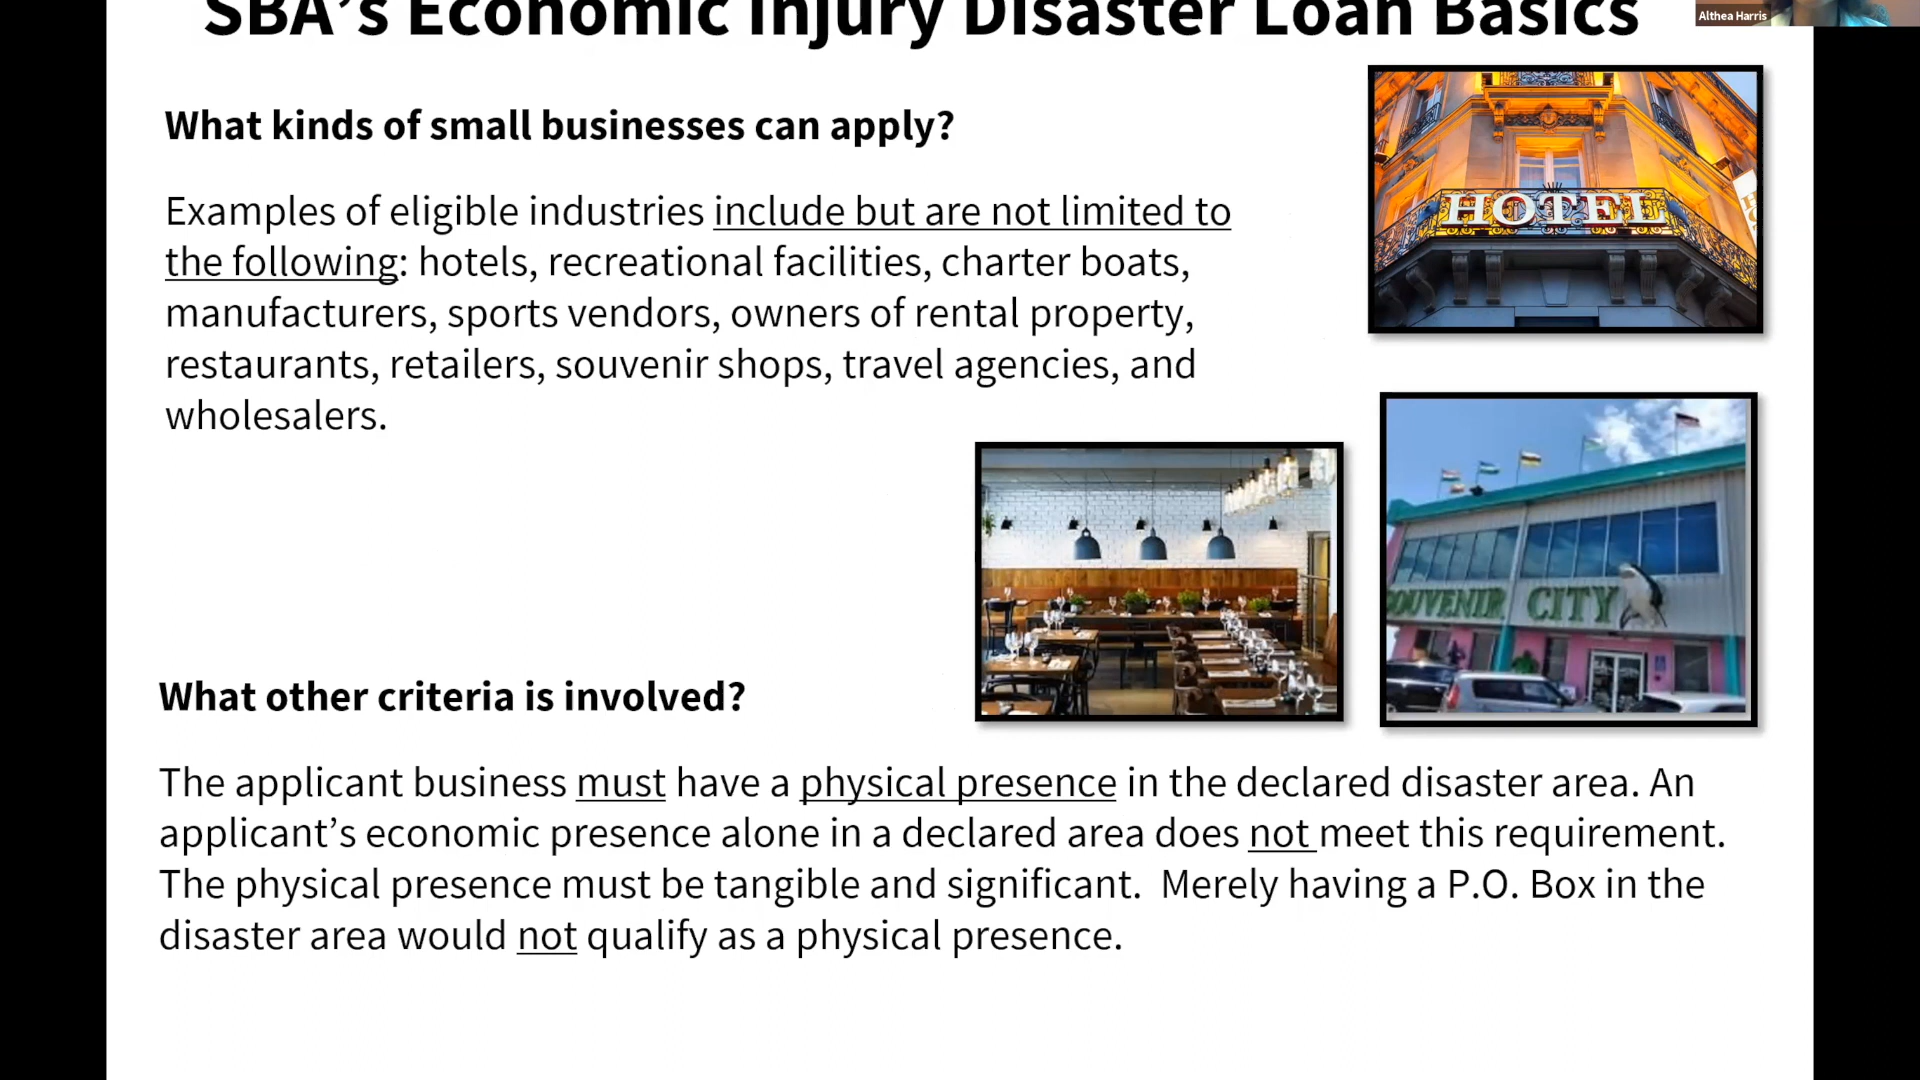 SBA's Economic Injury Disaster Loan Basics
Althea Harris
What kinds of small businesses can apply?
Examples of eligible industries include but are not limited to
the following: hotels, recreational facilities, charter boats,
manufacturers, sports vendors, owners of rental property,
restaurants, retailers, souvenir shops, travel agencies, and
wholesalers.
HOTEL
SOUVENIR CITY
What other criteria is involved?
The applicant business must have a physical presence in the declared disaster area. An
applicant’s economic presence alone in a declared area does not meet this requirement.
The physical presence must be tangible and significant.  Merely having a P.O. Box in the
disaster area would not qualify as a physical presence.